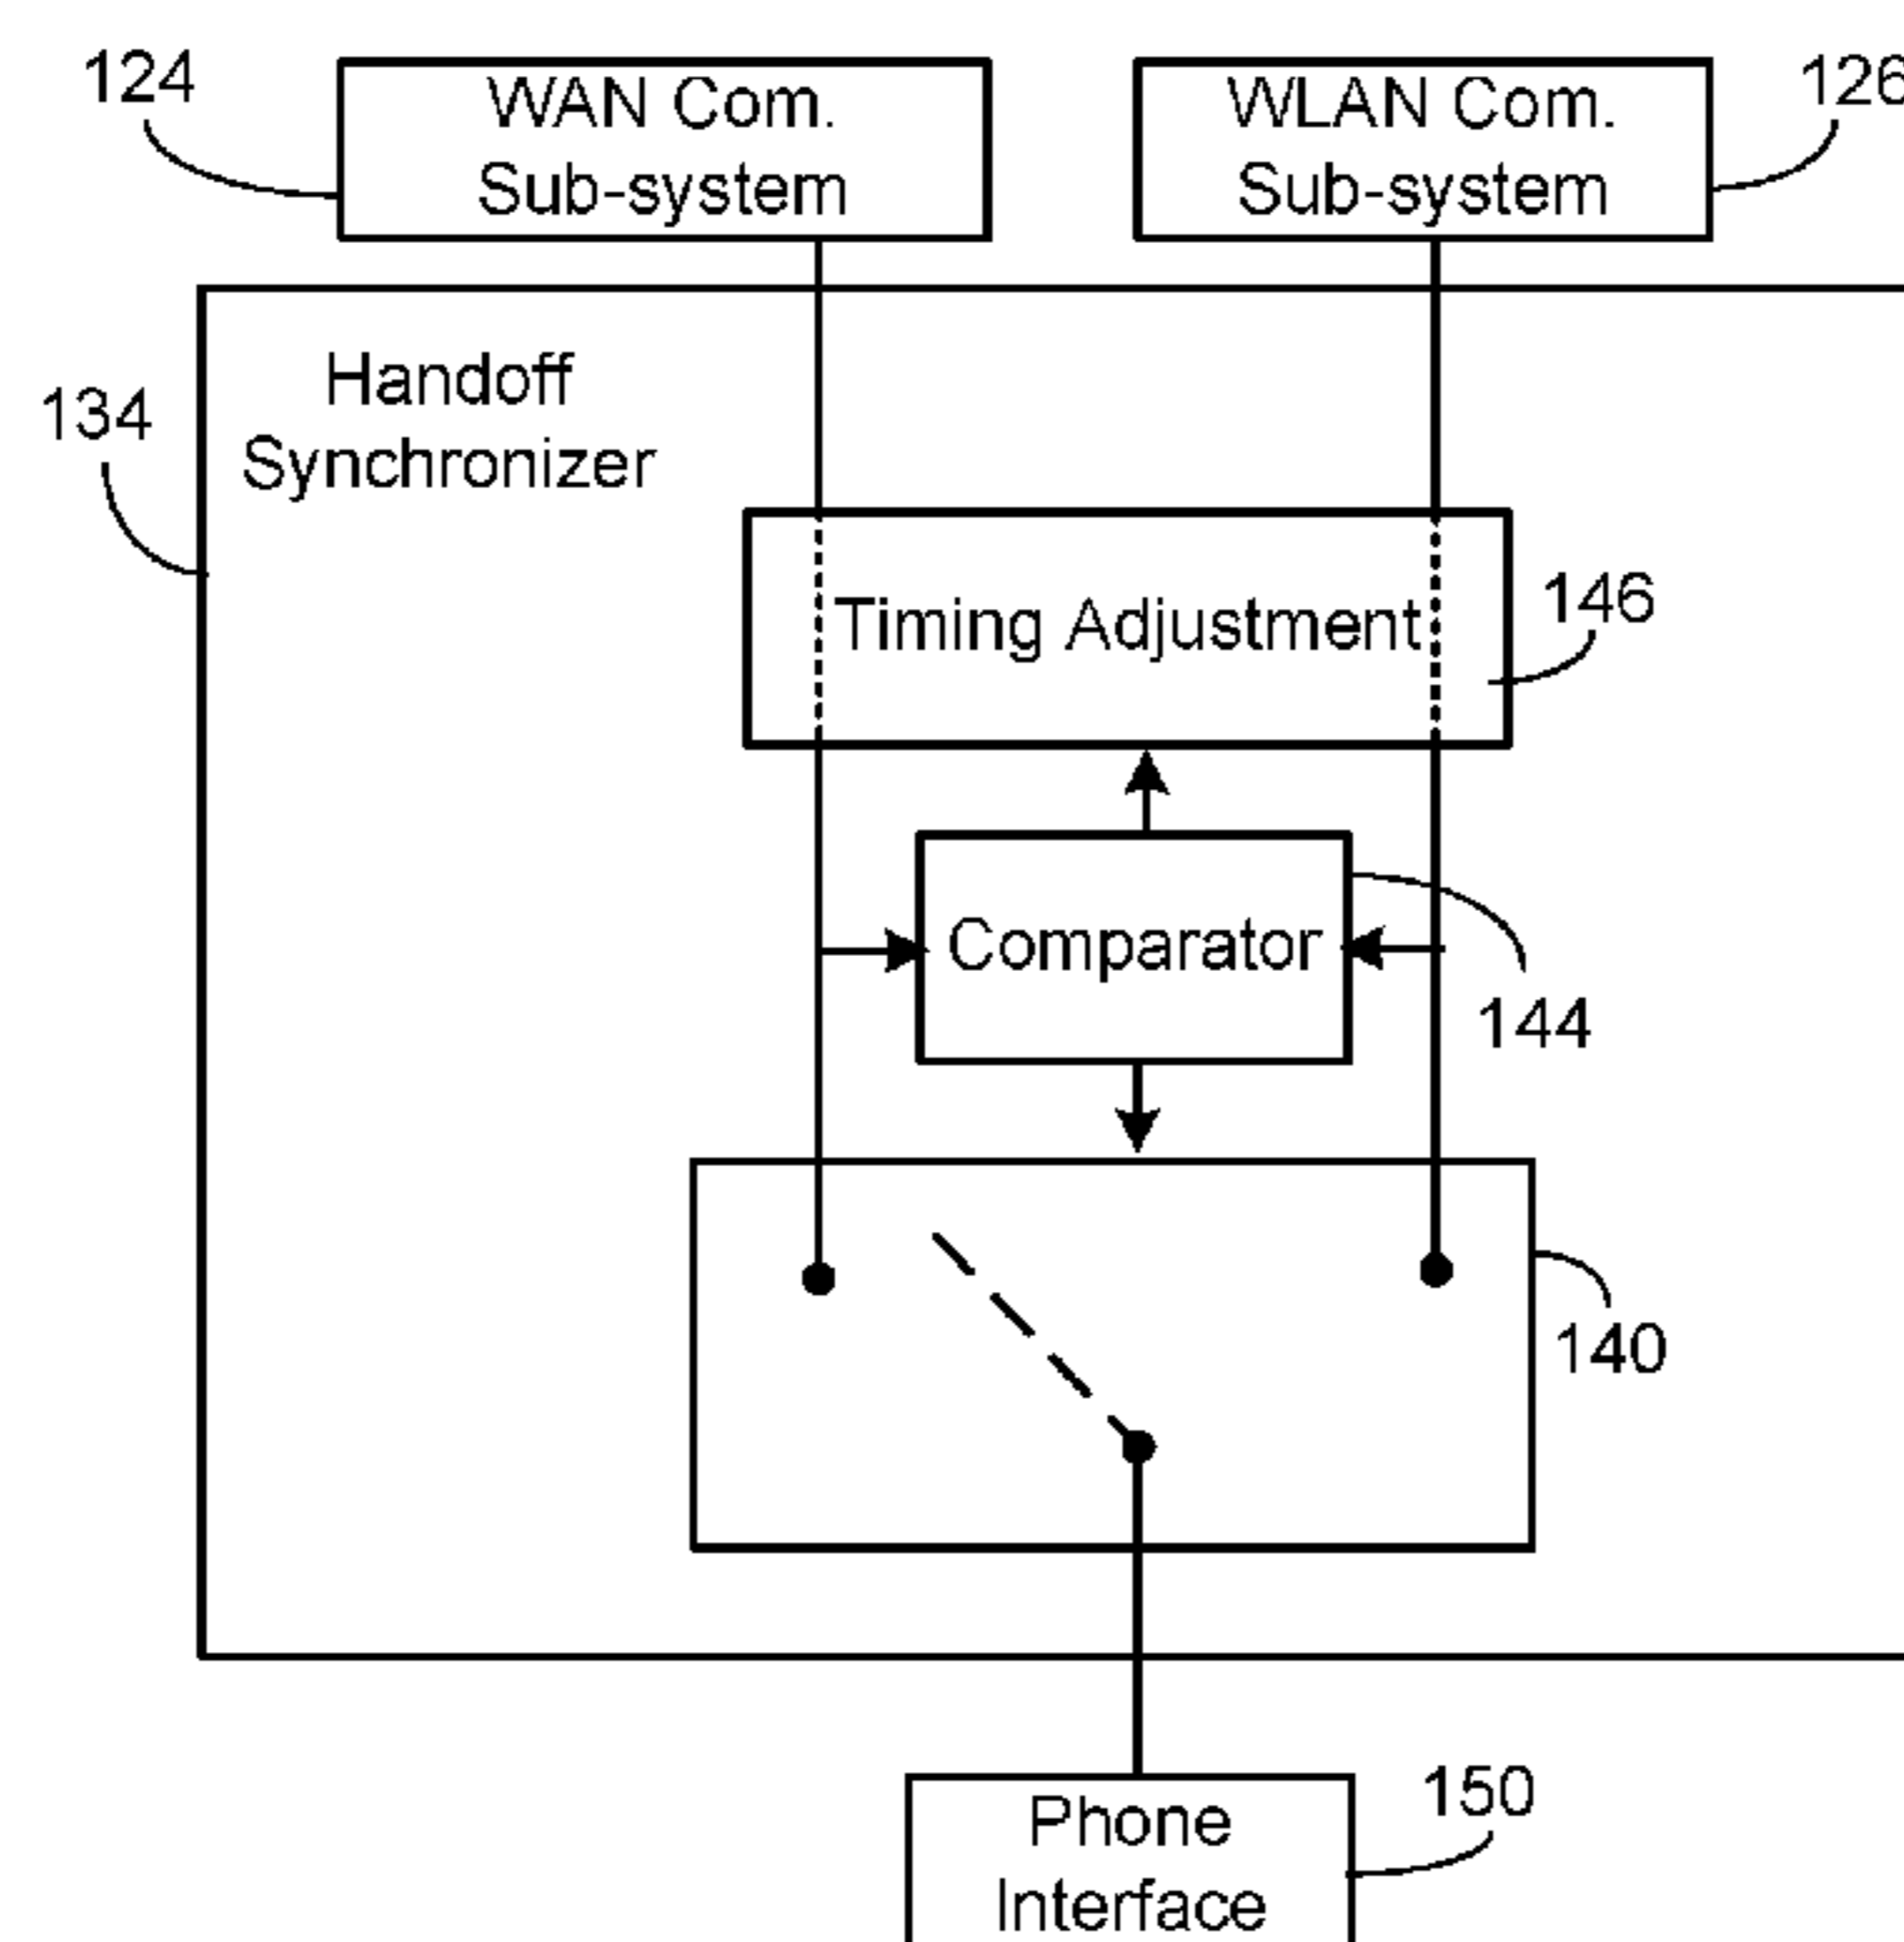 124
WAN Com.
Sub-system
WLAN Com.
Sub-system
126
134
Handoff
Synchronizer
Timing Adjustment
146
Comparator
144
140
150
Phone
Interface